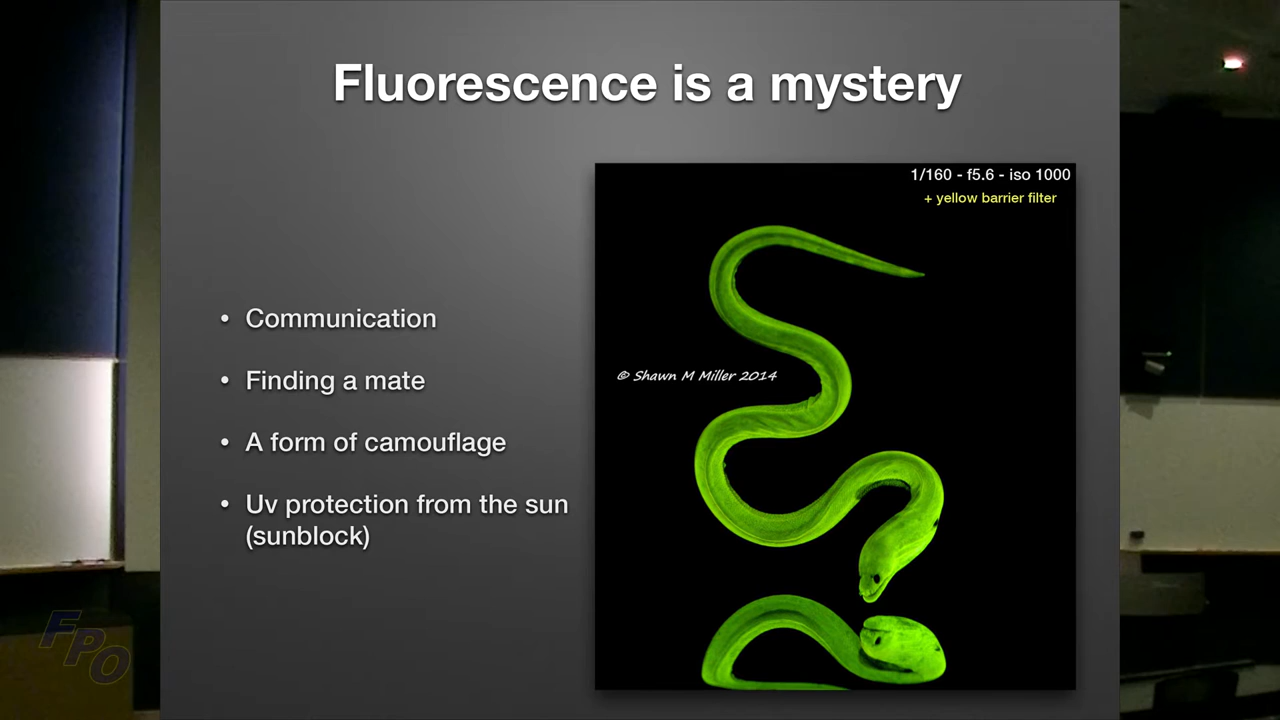 Fluorescence is a mystery
1/160 - f5.6 - iso 1000
+ yellow barrier filter
• Communication
© Shawn M Miller 2014
• Finding a mate
• A form of camouflage
• Uv protection from the sun
(sunblock)
FPO